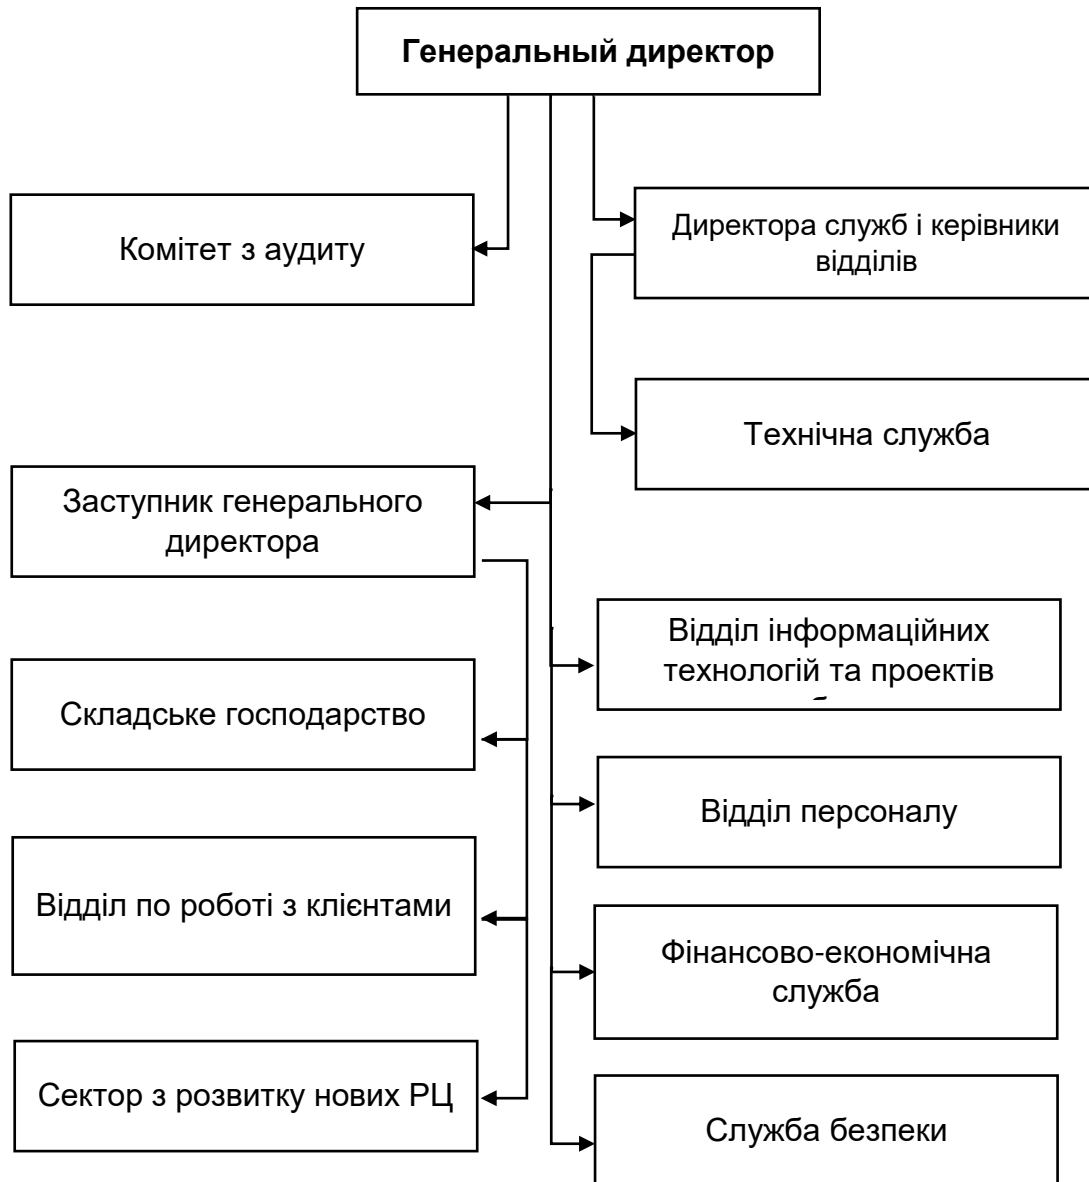 Генеральный директор
Комітет з аудиту
Директора служб і керівники
відділів
Технічна служба
Заступник генерального
директора
Відділ інформаційних
технологій та проектів
Складське господарство
Відділ персоналу
Відділ по роботі з клієнтами
Фінансово-економічна
служба
Сектор з розвитку нових РЦ
Служба безпеки